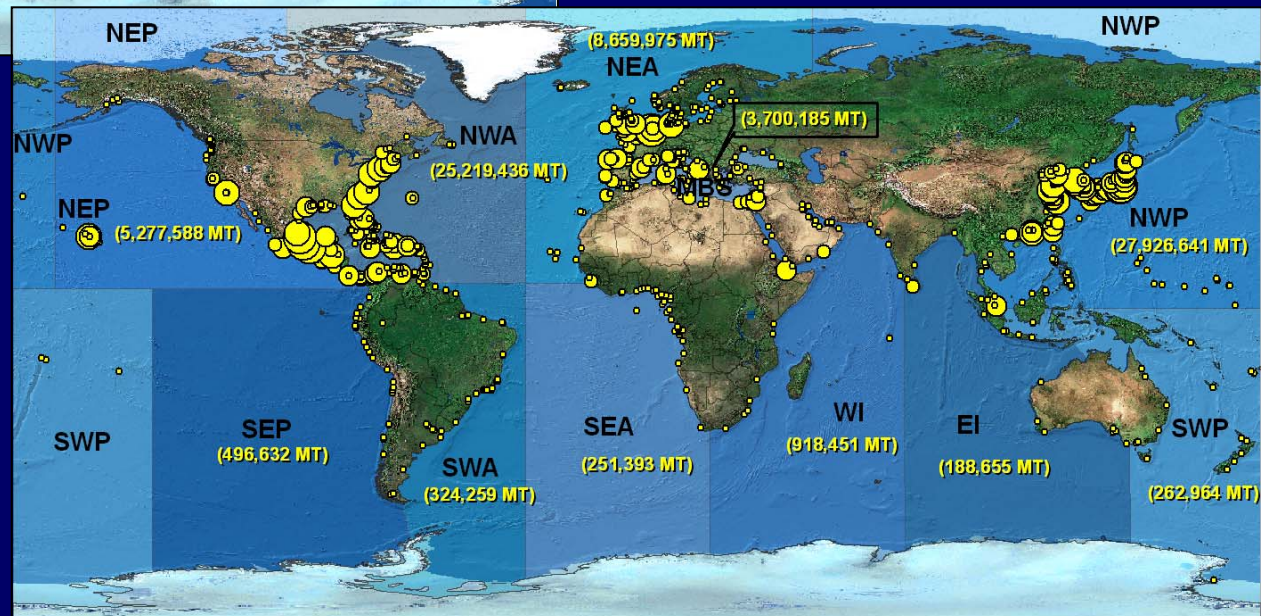 NEP
NWP
(8,659,975 MT)
NEA
(3,700,185 MT)
NWP
NWA
(25,219,436 MT)
MBS
NEP
(5,277,588 MT)
NWP
(27,926,641 MT)
SWP
SEP
(496,632 MT)
SWA
(324,259 MT)
SEA
(251,393 MT)
WI
(918,451 MT)
EI
(188,655 MT)
SWP
(262,964 MT)